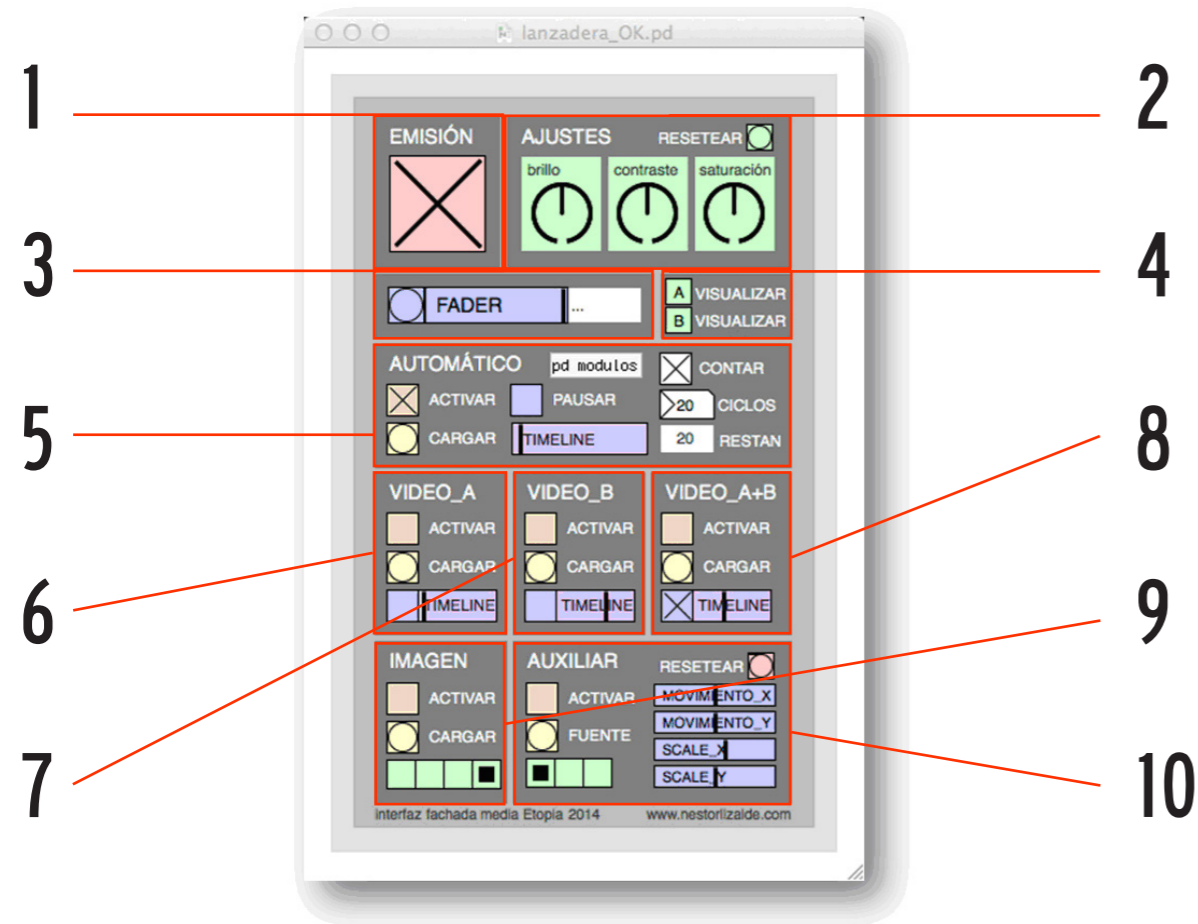 lanzadera_OK.pd
1
2
EMISIÓN
AJUSTES
RESETEAR
brillo
contraste
saturación
3
4
FADER
...
A VISUALIZAR
B VISUALIZAR
AUTOMÁTICO
pd modulos
CONTAR
ACTIVAR
PAUSAR
20 CICLOS
5
CARGAR
TIMELINE
20 RESTAN
8
VIDEO_A
VIDEO_B
VIDEO_A+B
ACTIVAR
ACTIVAR
ACTIVAR
CARGAR
CARGAR
CARGAR
6
TIMELINE
TIMELINE
TIMELINE
9
IMAGEN
AUXILIAR
RESETEAR
ACTIVAR
ACTIVAR
MOVIMIENTO_X
MOVIMIENTO_Y
CARGAR
FUENTE
SCALE_X
SCALE_Y
7
10
interfaz fachada media Etopia 2014
www.nestorlizalde.com